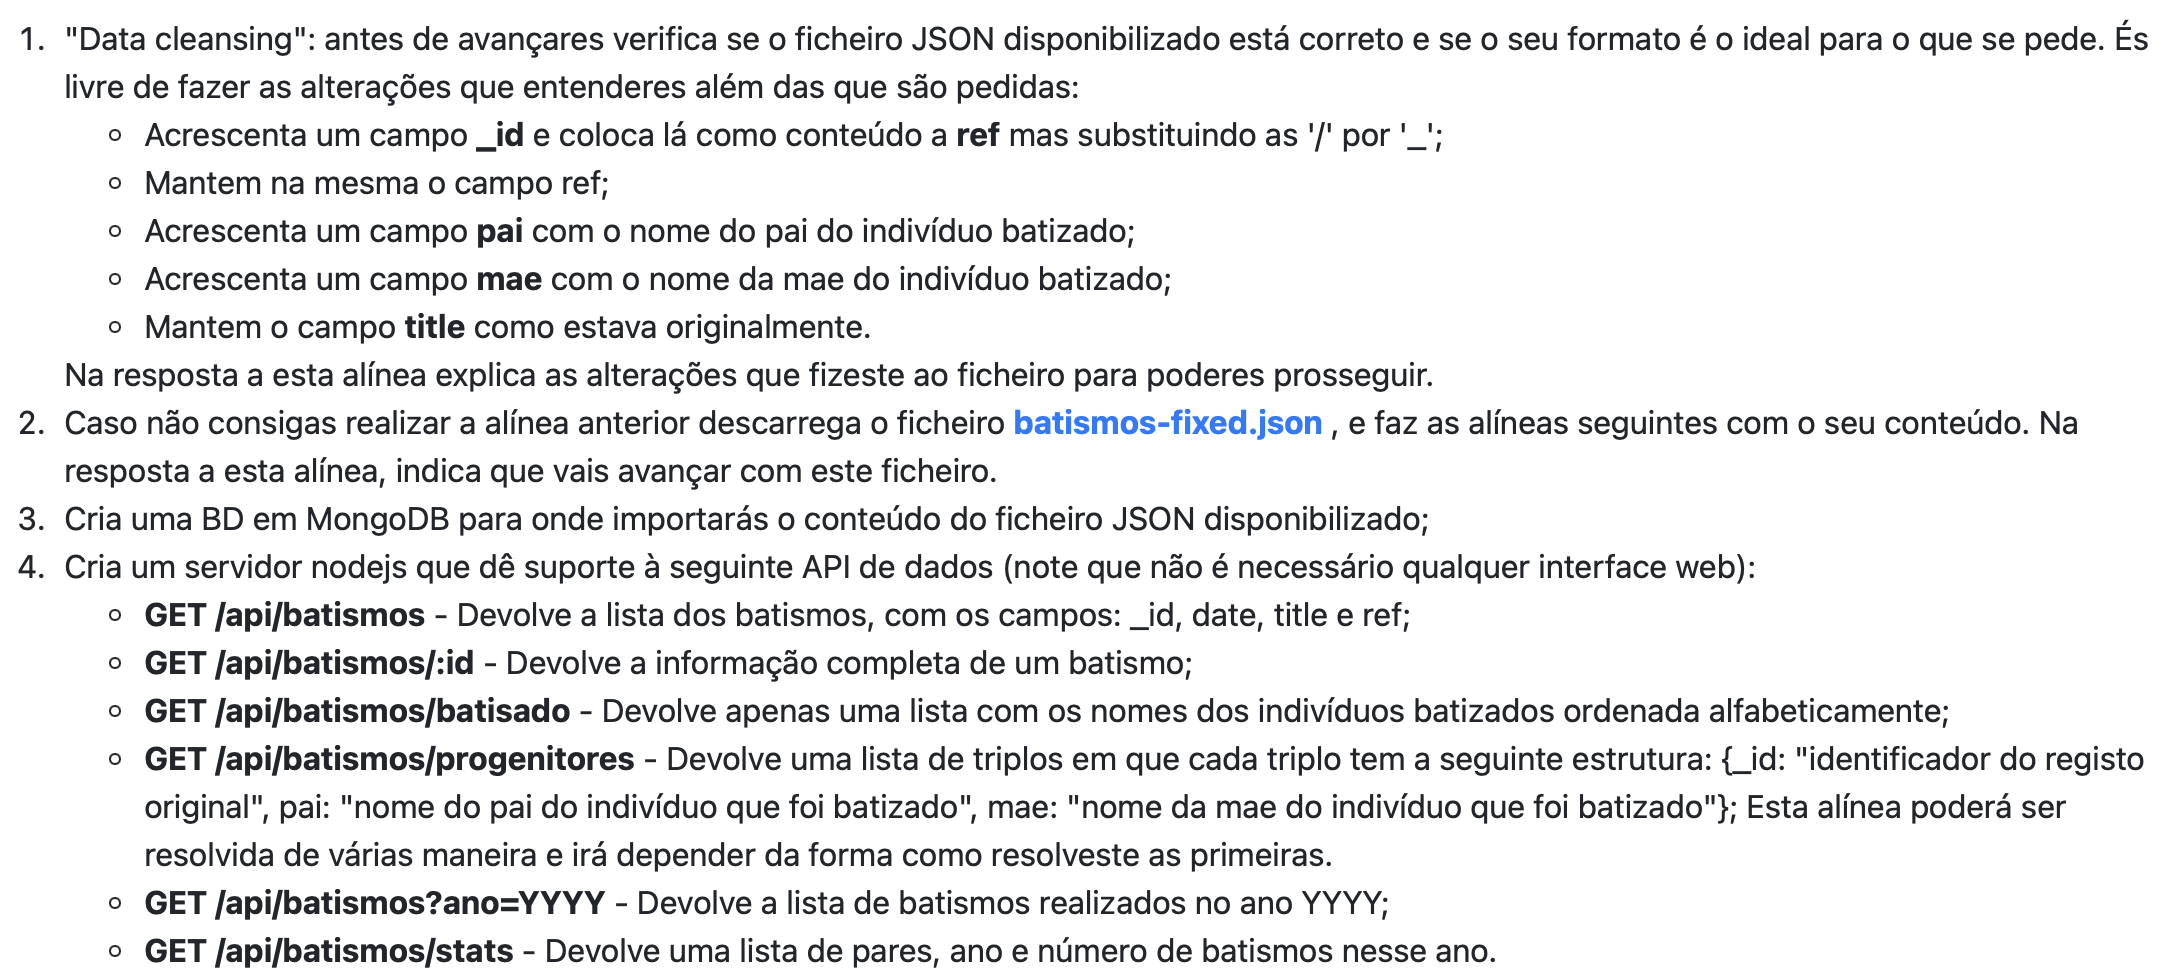 1. "Data cleansing": antes de avançares verifica se o ficheiro JSON disponibilizado está correto e se o seu formato é o ideal para o que se pede. És
livre de fazer as alterações que entenderes além das que são pedidas:
◦ Acrescenta um campo _id e coloca lá como conteúdo a ref mas substituindo as '/' por '_';
◦ Mantem na mesma o campo ref;
◦ Acrescenta um campo pai com o nome do pai do indivíduo batizado;
◦ Acrescenta um campo mae com o nome da mae do indivíduo batizado;
◦ Mantem o campo title como estava originalmente.
Na resposta a esta alínea explica as alterações que fizeste ao ficheiro para poderes prosseguir.
2. Caso não consigas realizar a alínea anterior descarrega o ficheiro batismos-fixed.json , e faz as alíneas seguintes com o seu conteúdo. Na
resposta a esta alínea, indica que vais avançar com este ficheiro.
3. Cria uma BD em MongoDB para onde importarás o conteúdo do ficheiro JSON disponibilizado;
4. Cria um servidor nodejs que dê suporte à seguinte API de dados (note que não é necessário qualquer interface web):
◦ GET /api/batismos - Devolve a lista dos batismos, com os campos: _id, date, title e ref;
◦ GET /api/batismos/:id - Devolve a informação completa de um batismo;
◦ GET /api/batismos/batisado - Devolve apenas uma lista com os nomes dos indivíduos batizados ordenada alfabeticamente;
◦ GET /api/batismos/progenitores - Devolve uma lista de triplos em que cada triplo tem a seguinte estrutura: {_id: "identificador do registo
original", pai: "nome do pai do indivíduo que foi batizado", mae: "nome da mae do indivíduo que foi batizado"}; Esta alínea poderá ser
resolvida de várias maneira e irá depender da forma como resolveste as primeiras.
◦ GET /api/batismos?ano=YYYY - Devolve a lista de batismos realizados no ano YYYY;
◦ GET /api/batismos/stats - Devolve uma lista de pares, ano e número de batismos nesse ano.